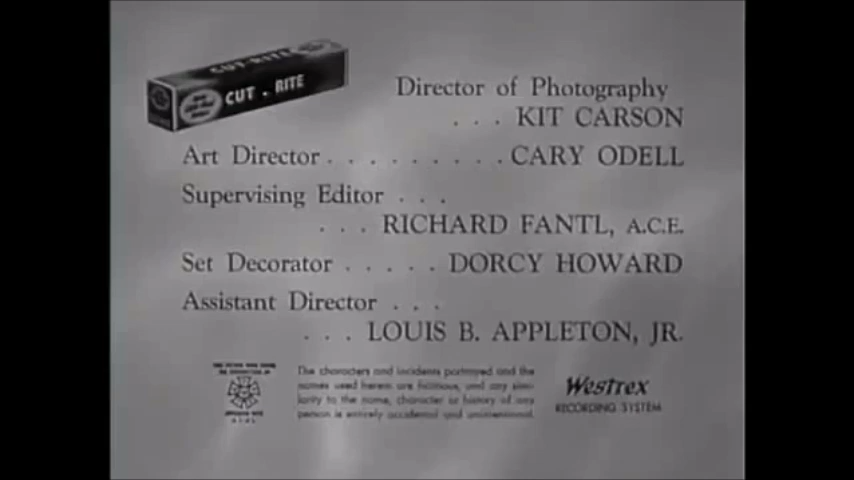 CUT-RITE
CUT . RITE
Director of Photography
. . . KIT CARSON
Art Director . . . . . . . . . CARY ODELL
Supervising Editor . . .
. . . RICHARD FANTL, A.C.E.
Set Decorator . . . . . DORCY HOWARD
Assistant Director . . .
. . . LOUIS B. APPLETON, JR.
The characters and incidents portrayed and the
names used herein are fictitious, and any simi-
larity to the name, character or history of any
person is entirely accidental and unintentional.
Westrex
RECORDING SYSTEM